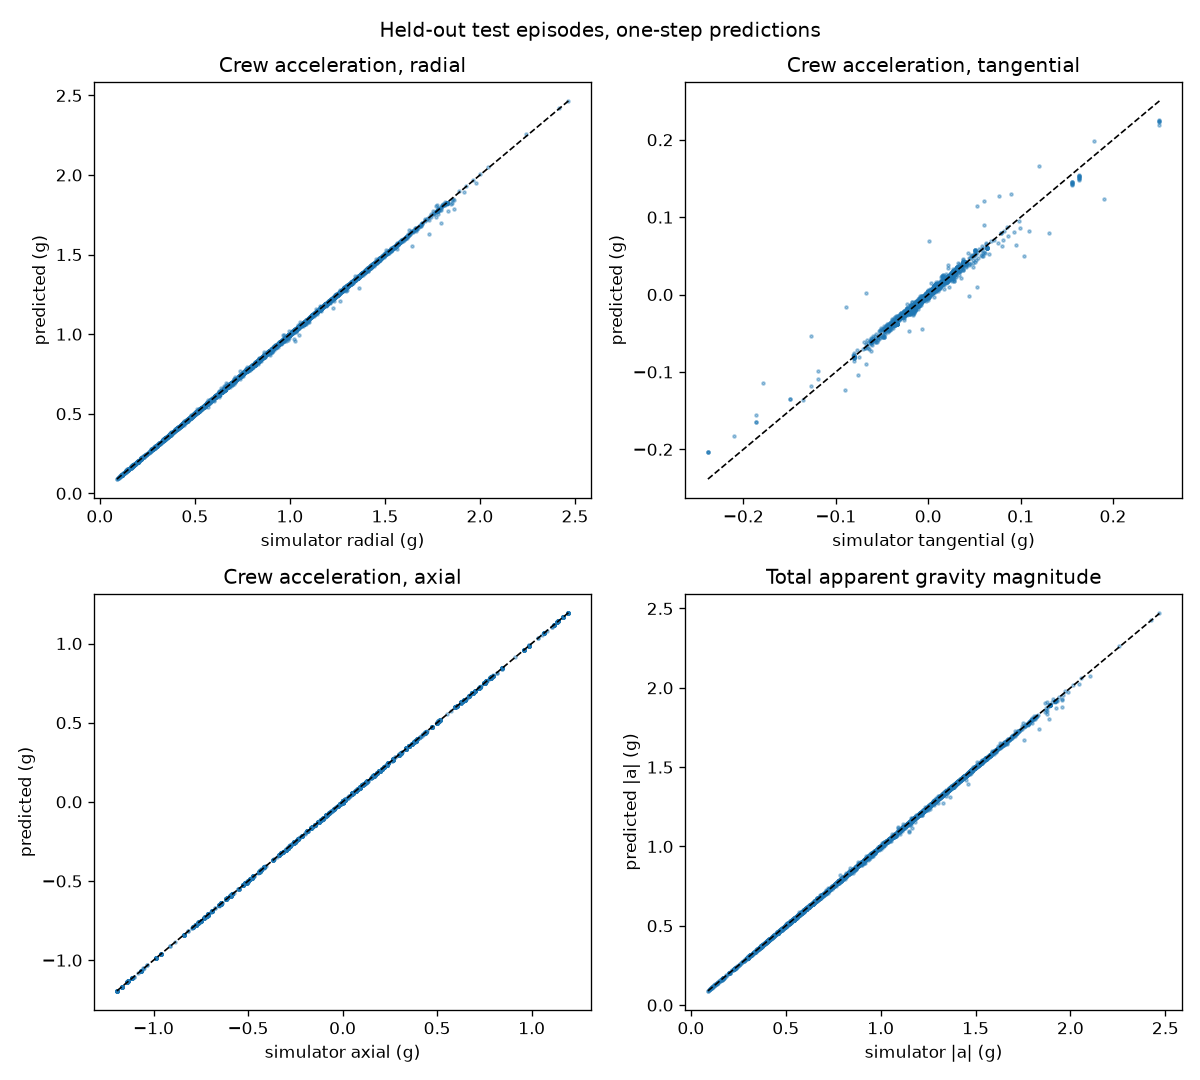 Held-out test episodes, one-step predictions
Crew acceleration, radial
2.5
2.0
1.5
1.0
0.5
0.0
predicted (g)
0.0 0.5 1.0 1.5 2.0 2.5
simulator radial (g)
Crew acceleration, tangential
0.2
0.1
0.0
−0.1
−0.2
predicted (g)
−0.2 −0.1 0.0 0.1 0.2
simulator tangential (g)
Crew acceleration, axial
1.0
0.5
0.0
−0.5
−1.0
predicted (g)
−1.0 −0.5 0.0 0.5 1.0
simulator axial (g)
Total apparent gravity magnitude
2.5
2.0
1.5
1.0
0.5
0.0
predicted |a| (g)
0.0 0.5 1.0 1.5 2.0 2.5
simulator |a| (g)